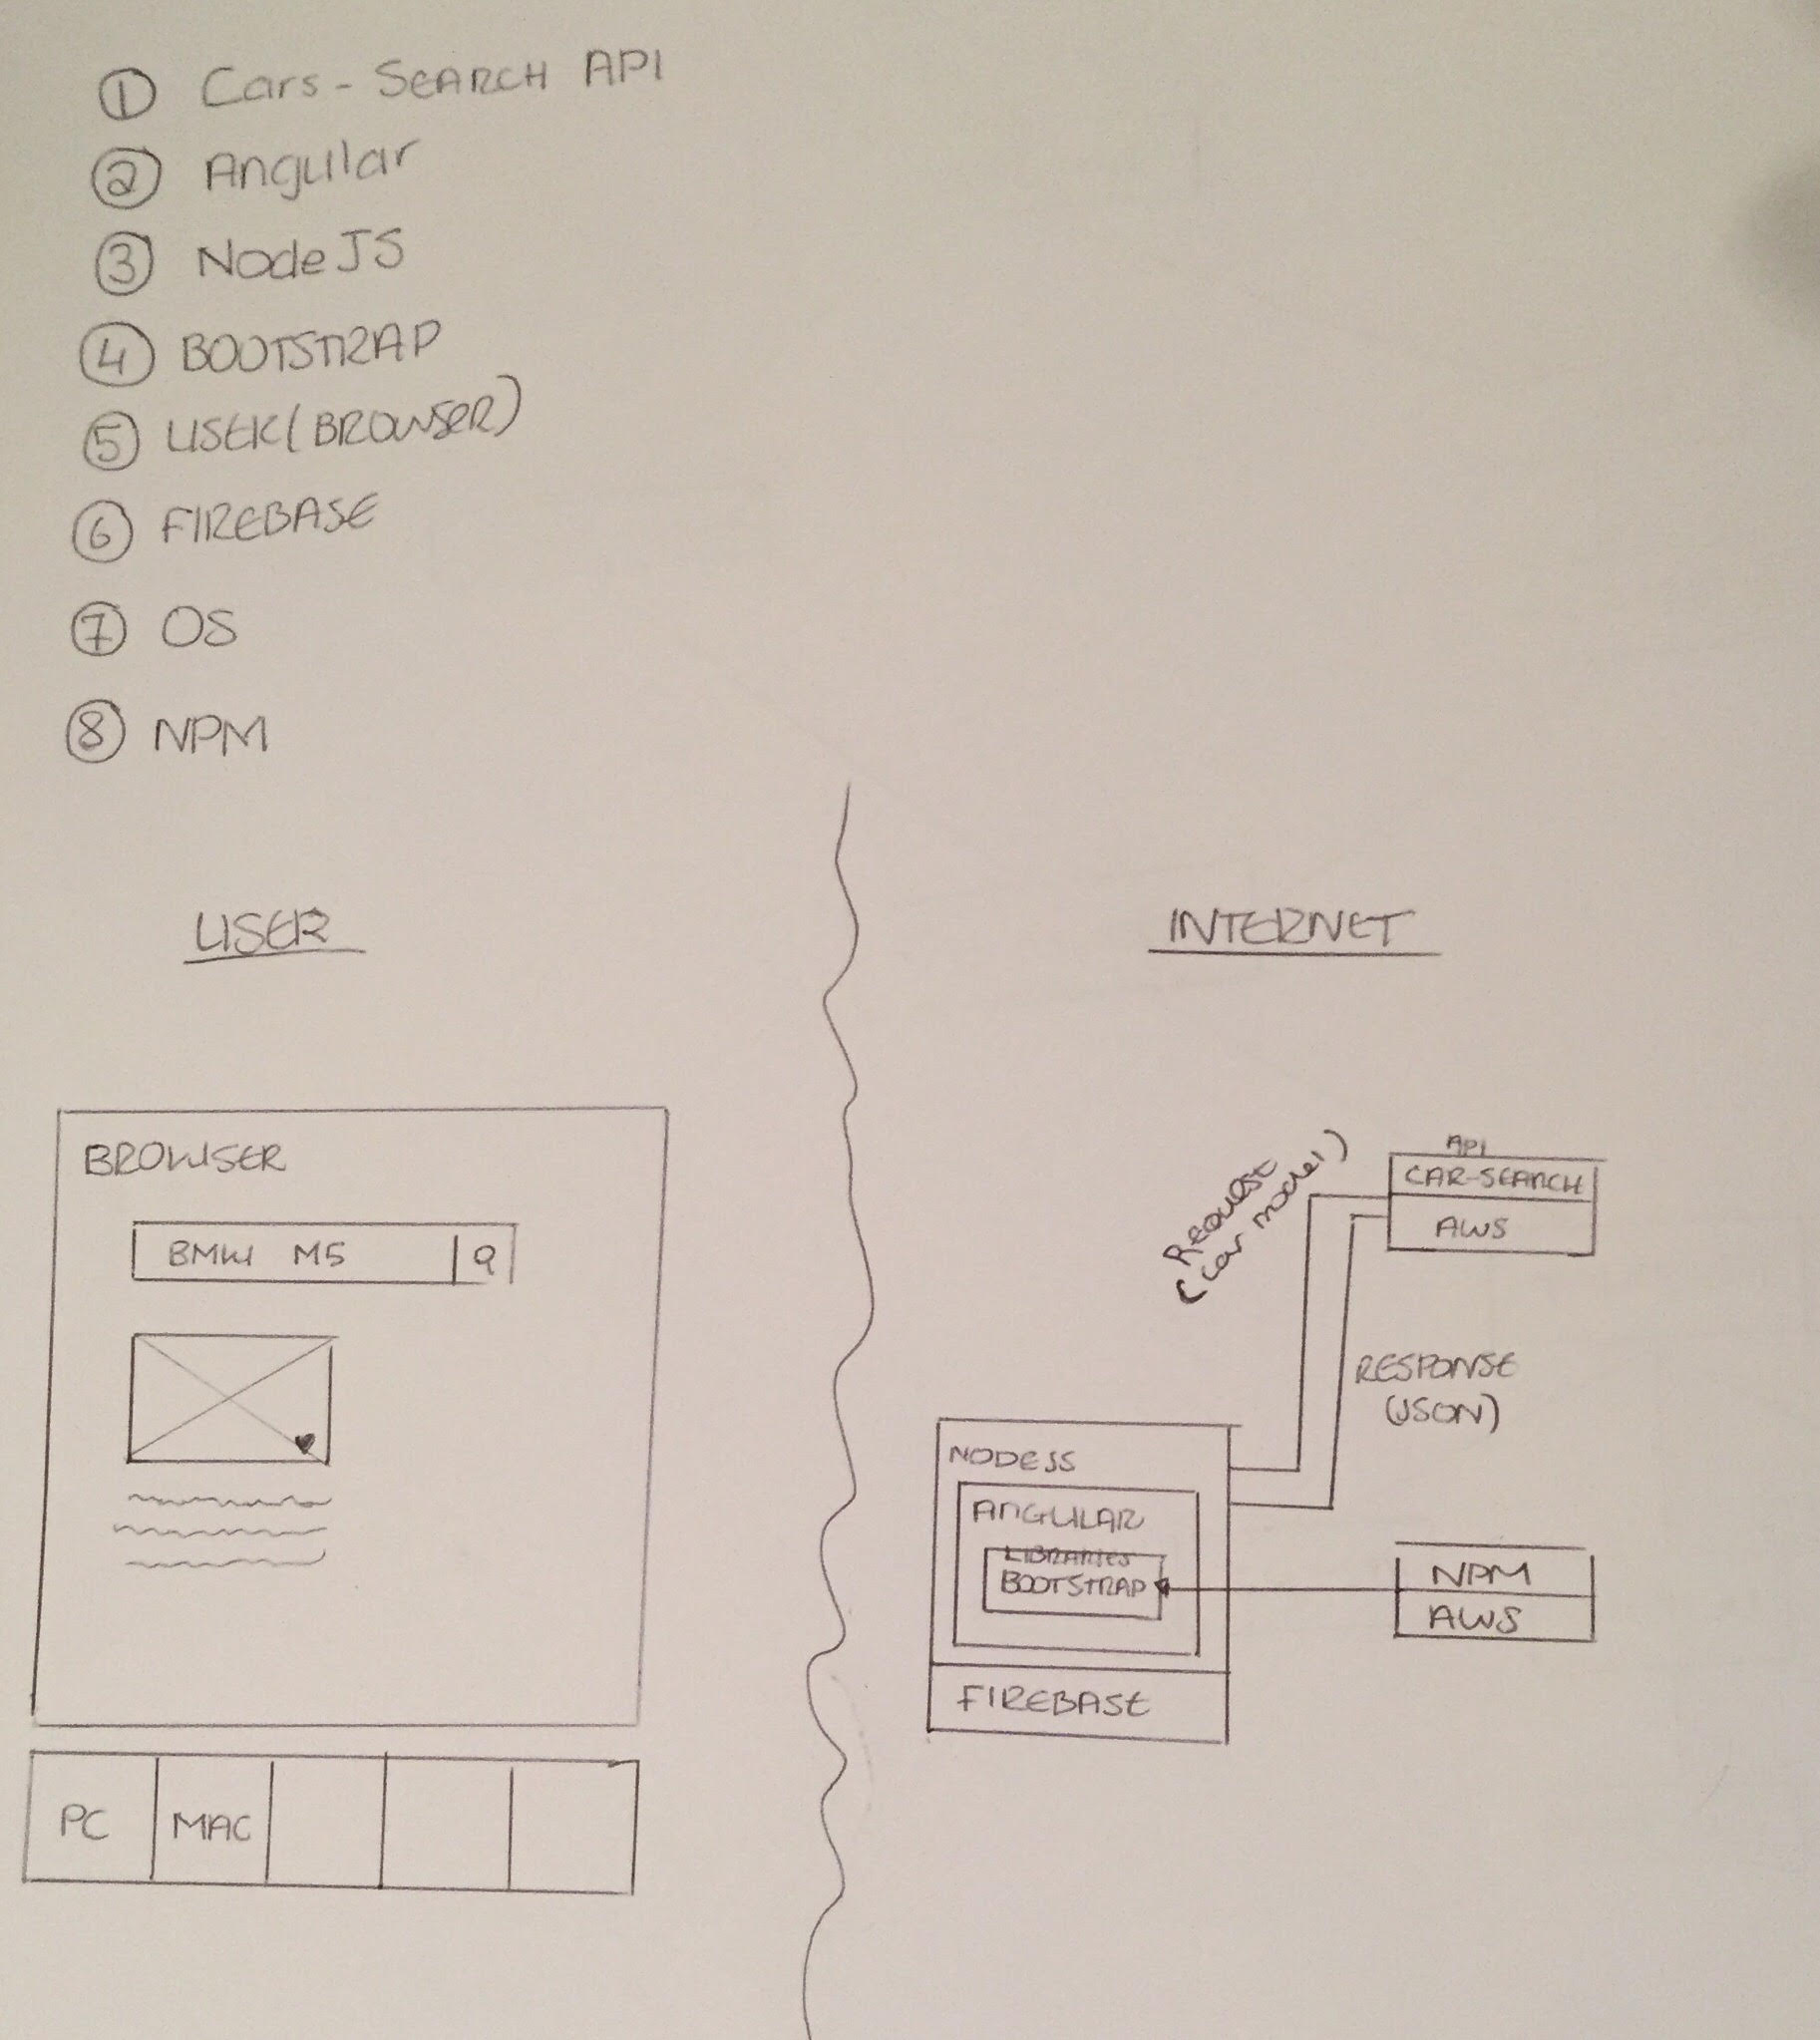 ① Cars - SEARCH API
② Angular
③ NodeJS
④ BOOTSTRAP
⑤ USER (BROWSER)
⑥ FIREBASE
⑦ OS
⑧ NPM
USER
INTERNET
BROWSER
BMW M5
PC
MAC
Request
(car model)
API
CAR-SEARCH
AWS
RESPONSE
(JSON)
NODEJS
ANGULAR
LIBRARIES
BOOTSTRAP
FIREBASE
NPM
AWS